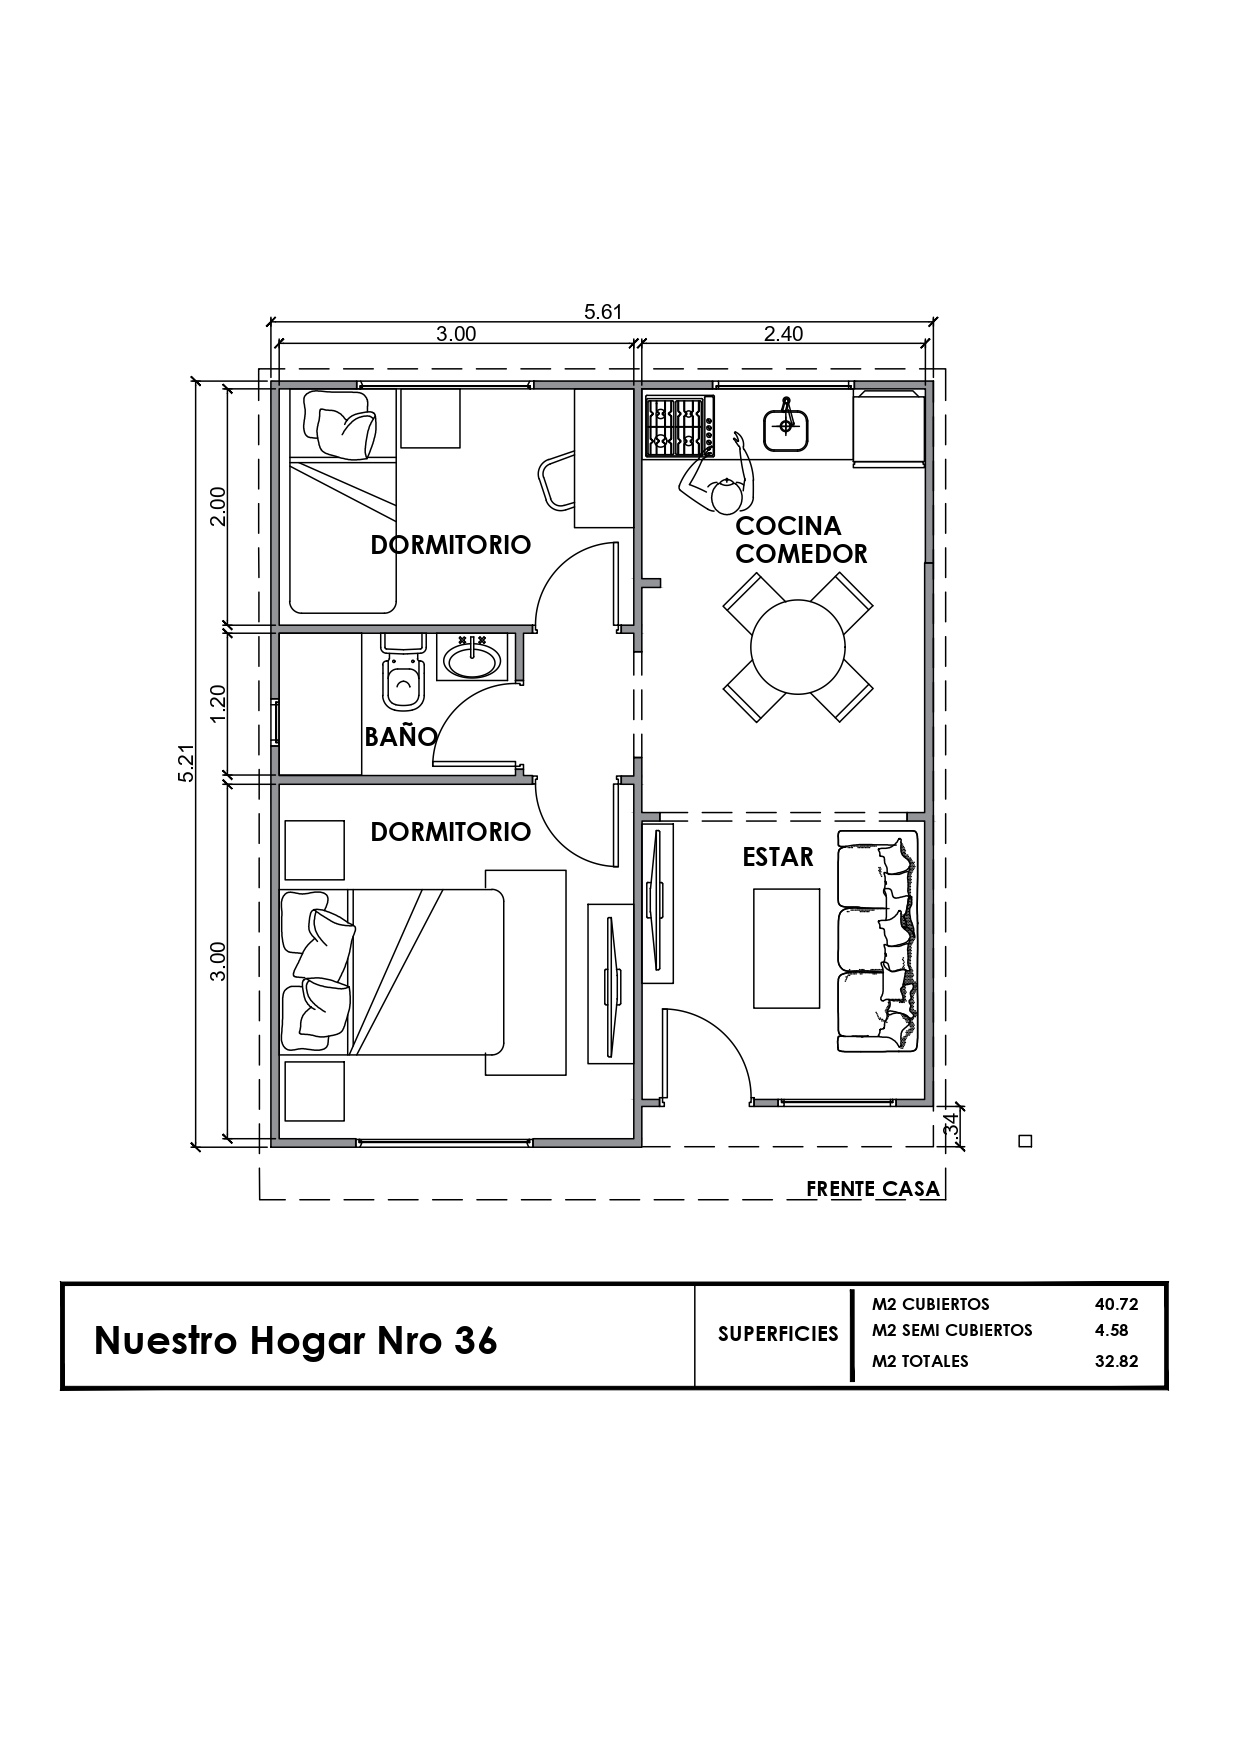 5.61
3.00
2.40
2.00
1.20
5.21
3.00
DORMITORIO
COCINA
COMEDOR
BAÑO
DORMITORIO
ESTAR
.34
FRENTE CASA
Nuestro Hogar Nro 36
SUPERFICIES
M2 CUBIERTOS 40.72
M2 SEMI CUBIERTOS 4.58
M2 TOTALES 32.82